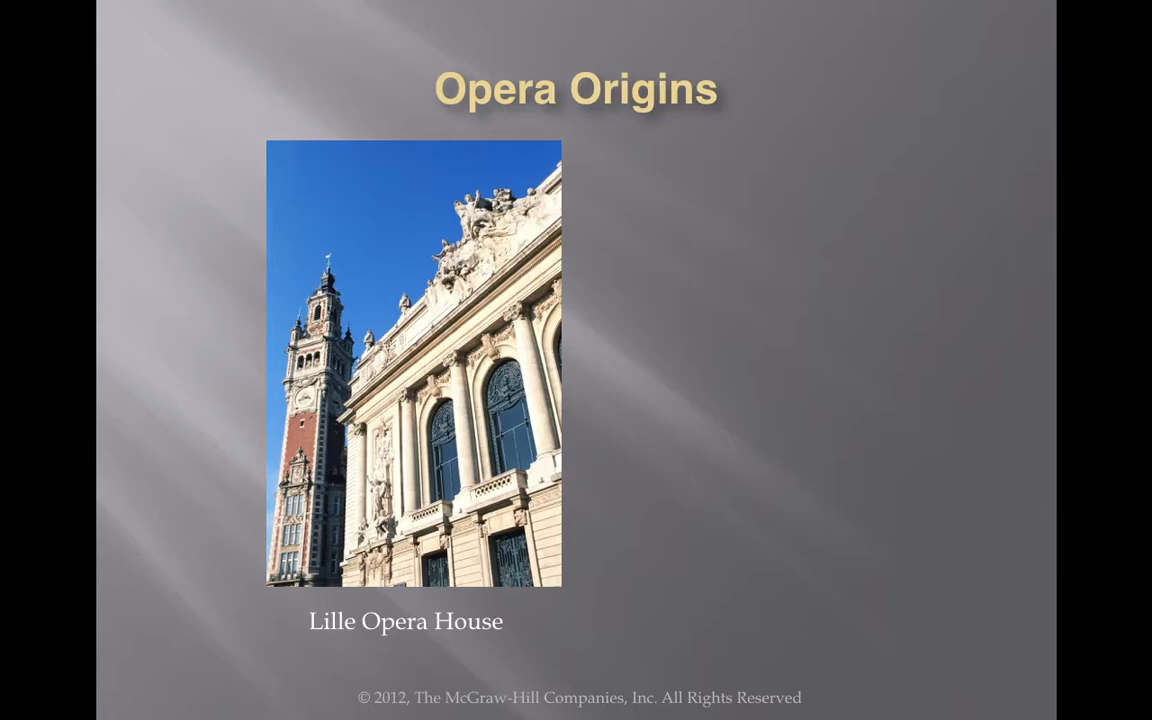 Opera Origins
Lille Opera House
© 2012, The McGraw-Hill Companies, Inc. All Rights Reserved